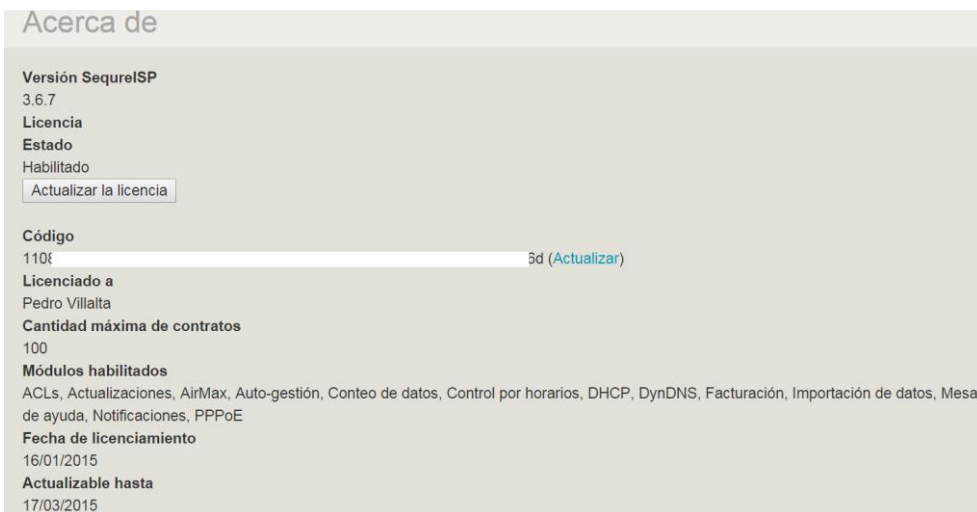 Acerca de
Versión SequreISP
3.6.7
Licencia
Estado
Habilitado
Actualizar la licencia
Código
1108 6d (Actualizar)
Licenciado a
Pedro Villalta
Cantidad máxima de contratos
100
Módulos habilitados
ACLs, Actualizaciones, AirMax, Auto-gestión, Conteo de datos, Control por horarios, DHCP, DynDNS, Facturación, Importación de datos, Mesa
de ayuda, Notificaciones, PPPoE
Fecha de licenciamiento
16/01/2015
Actualizable hasta
17/03/2015